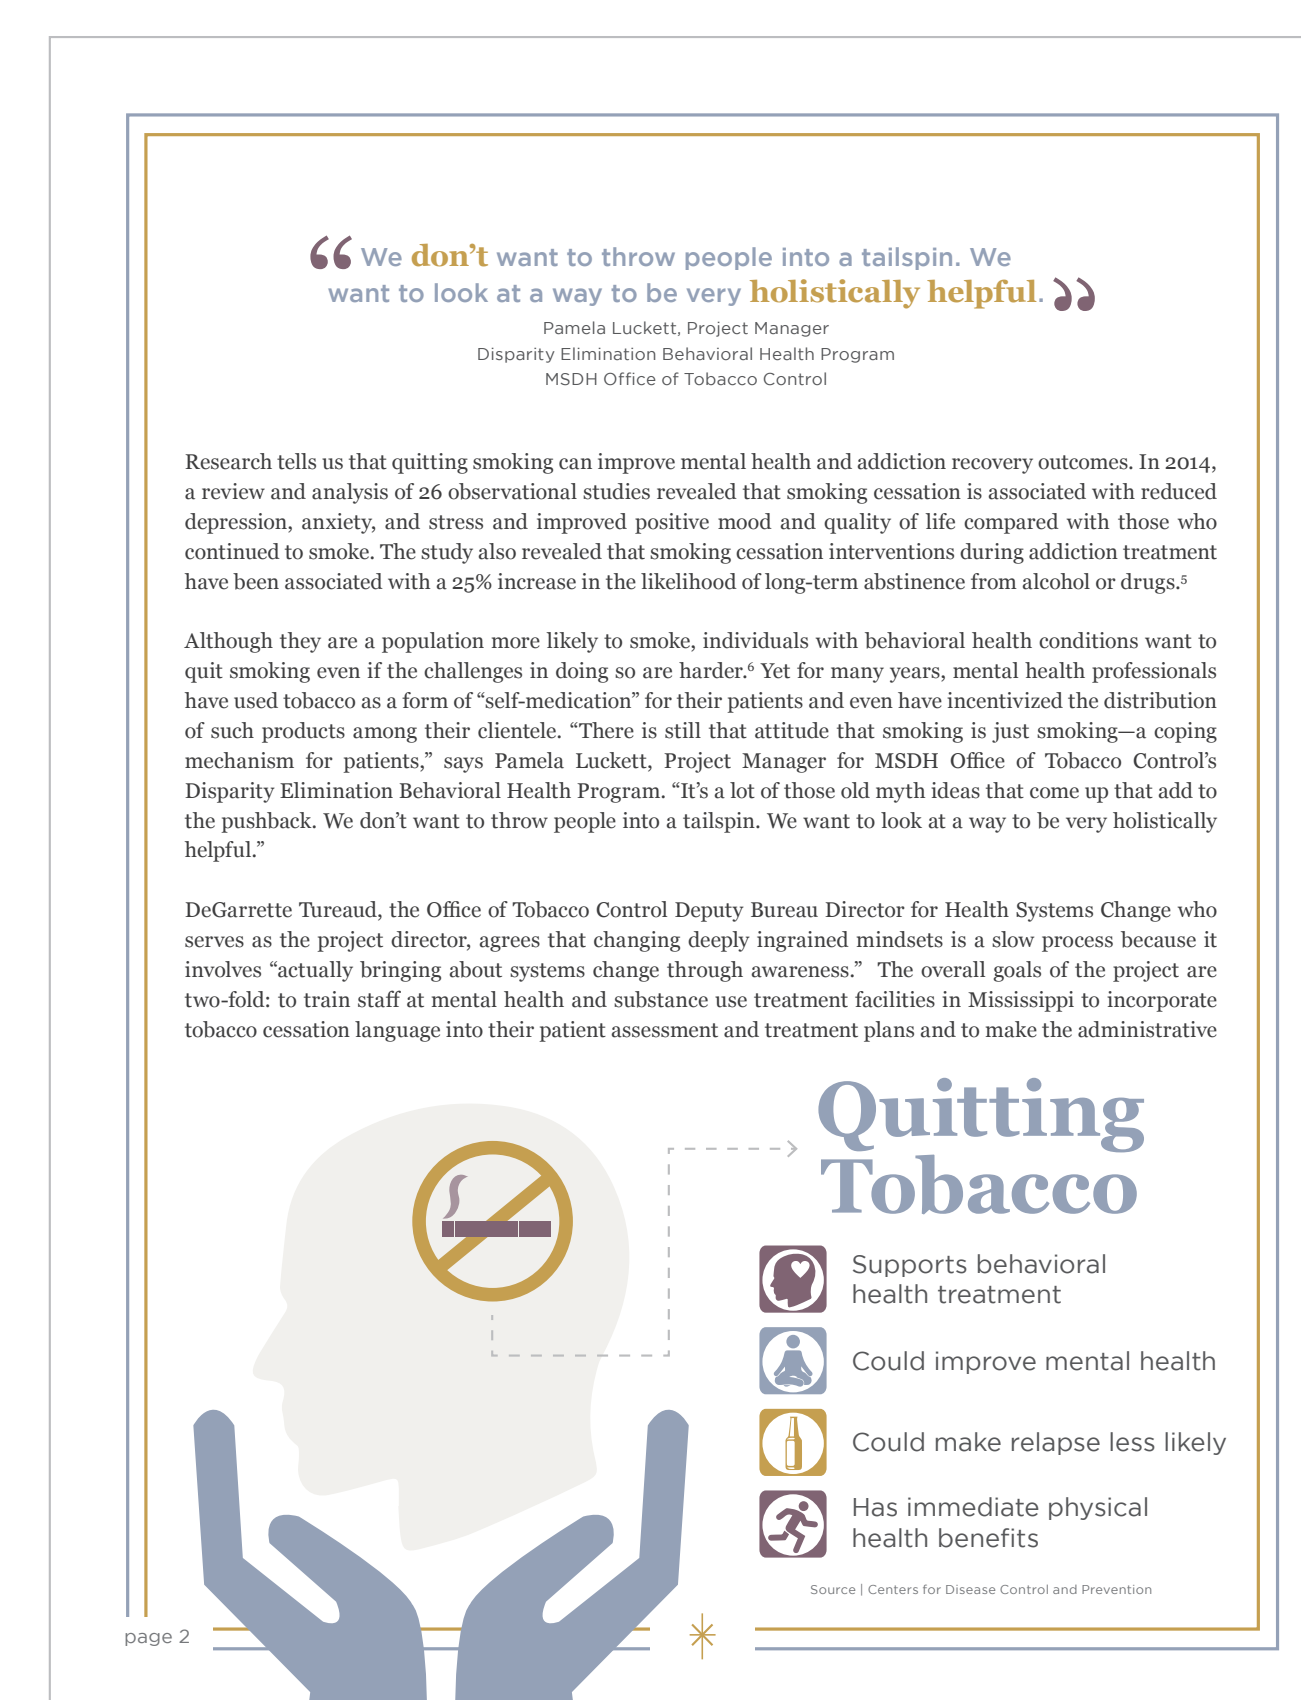 “ We don’t want to throw people into a tailspin. We
want to look at a way to be very holistically helpful. ”
Pamela Luckett, Project Manager
Disparity Elimination Behavioral Health Program
MSDH Office of Tobacco Control
Research tells us that quitting smoking can improve mental health and addiction recovery outcomes. In 2014,
a review and analysis of 26 observational studies revealed that smoking cessation is associated with reduced
depression, anxiety, and stress and improved positive mood and quality of life compared with those who
continued to smoke. The study also revealed that smoking cessation interventions during addiction treatment
have been associated with a 25% increase in the likelihood of long-term abstinence from alcohol or drugs.⁵
Although they are a population more likely to smoke, individuals with behavioral health conditions want to
quit smoking even if the challenges in doing so are harder.⁶ Yet for many years, mental health professionals
have used tobacco as a form of “self-medication” for their patients and even have incentivized the distribution
of such products among their clientele. “There is still that attitude that smoking is just smoking—a coping
mechanism for patients,” says Pamela Luckett, Project Manager for MSDH Office of Tobacco Control’s
Disparity Elimination Behavioral Health Program. “It’s a lot of those old myth ideas that come up that add to
the pushback. We don’t want to throw people into a tailspin. We want to look at a way to be very holistically
helpful.”
DeGarrette Tureaud, the Office of Tobacco Control Deputy Bureau Director for Health Systems Change who
serves as the project director, agrees that changing deeply ingrained mindsets is a slow process because it
involves “actually bringing about systems change through awareness.” The overall goals of the project are
two-fold: to train staff at mental health and substance use treatment facilities in Mississippi to incorporate
tobacco cessation language into their patient assessment and treatment plans and to make the administrative
Quitting
Tobacco
Supports behavioral
health treatment
Could improve mental health
Could make relapse less likely
Has immediate physical
health benefits
Source | Centers for Disease Control and Prevention
page 2